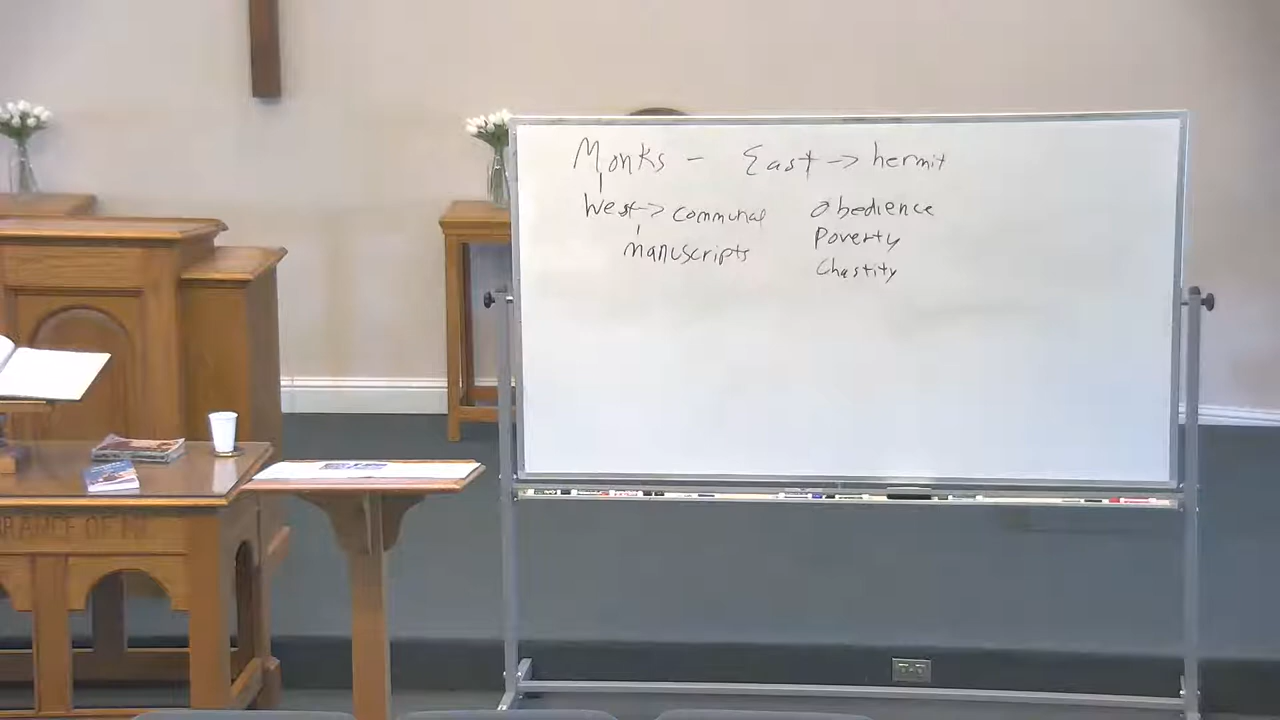 Monks - East -> hermit
West -> Communal
manuscripts
Obedience
Poverty
Chastity